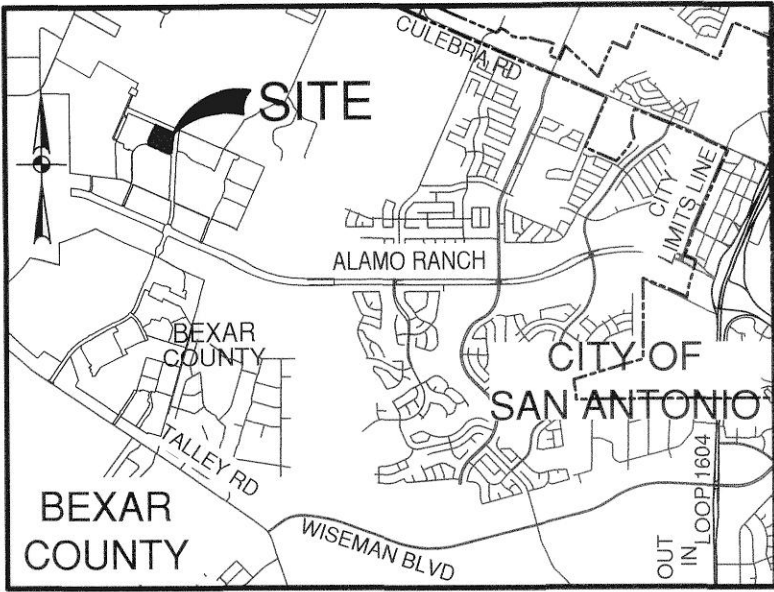 CULEBRA RD
SITE
CITY
LIMITS LINE
ALAMO RANCH
BEXAR
COUNTY
CITY OF
SAN ANTONIO
TALLEY RD
BEXAR
COUNTY
WISEMAN BLVD
OUT
IN
LOOP 1604